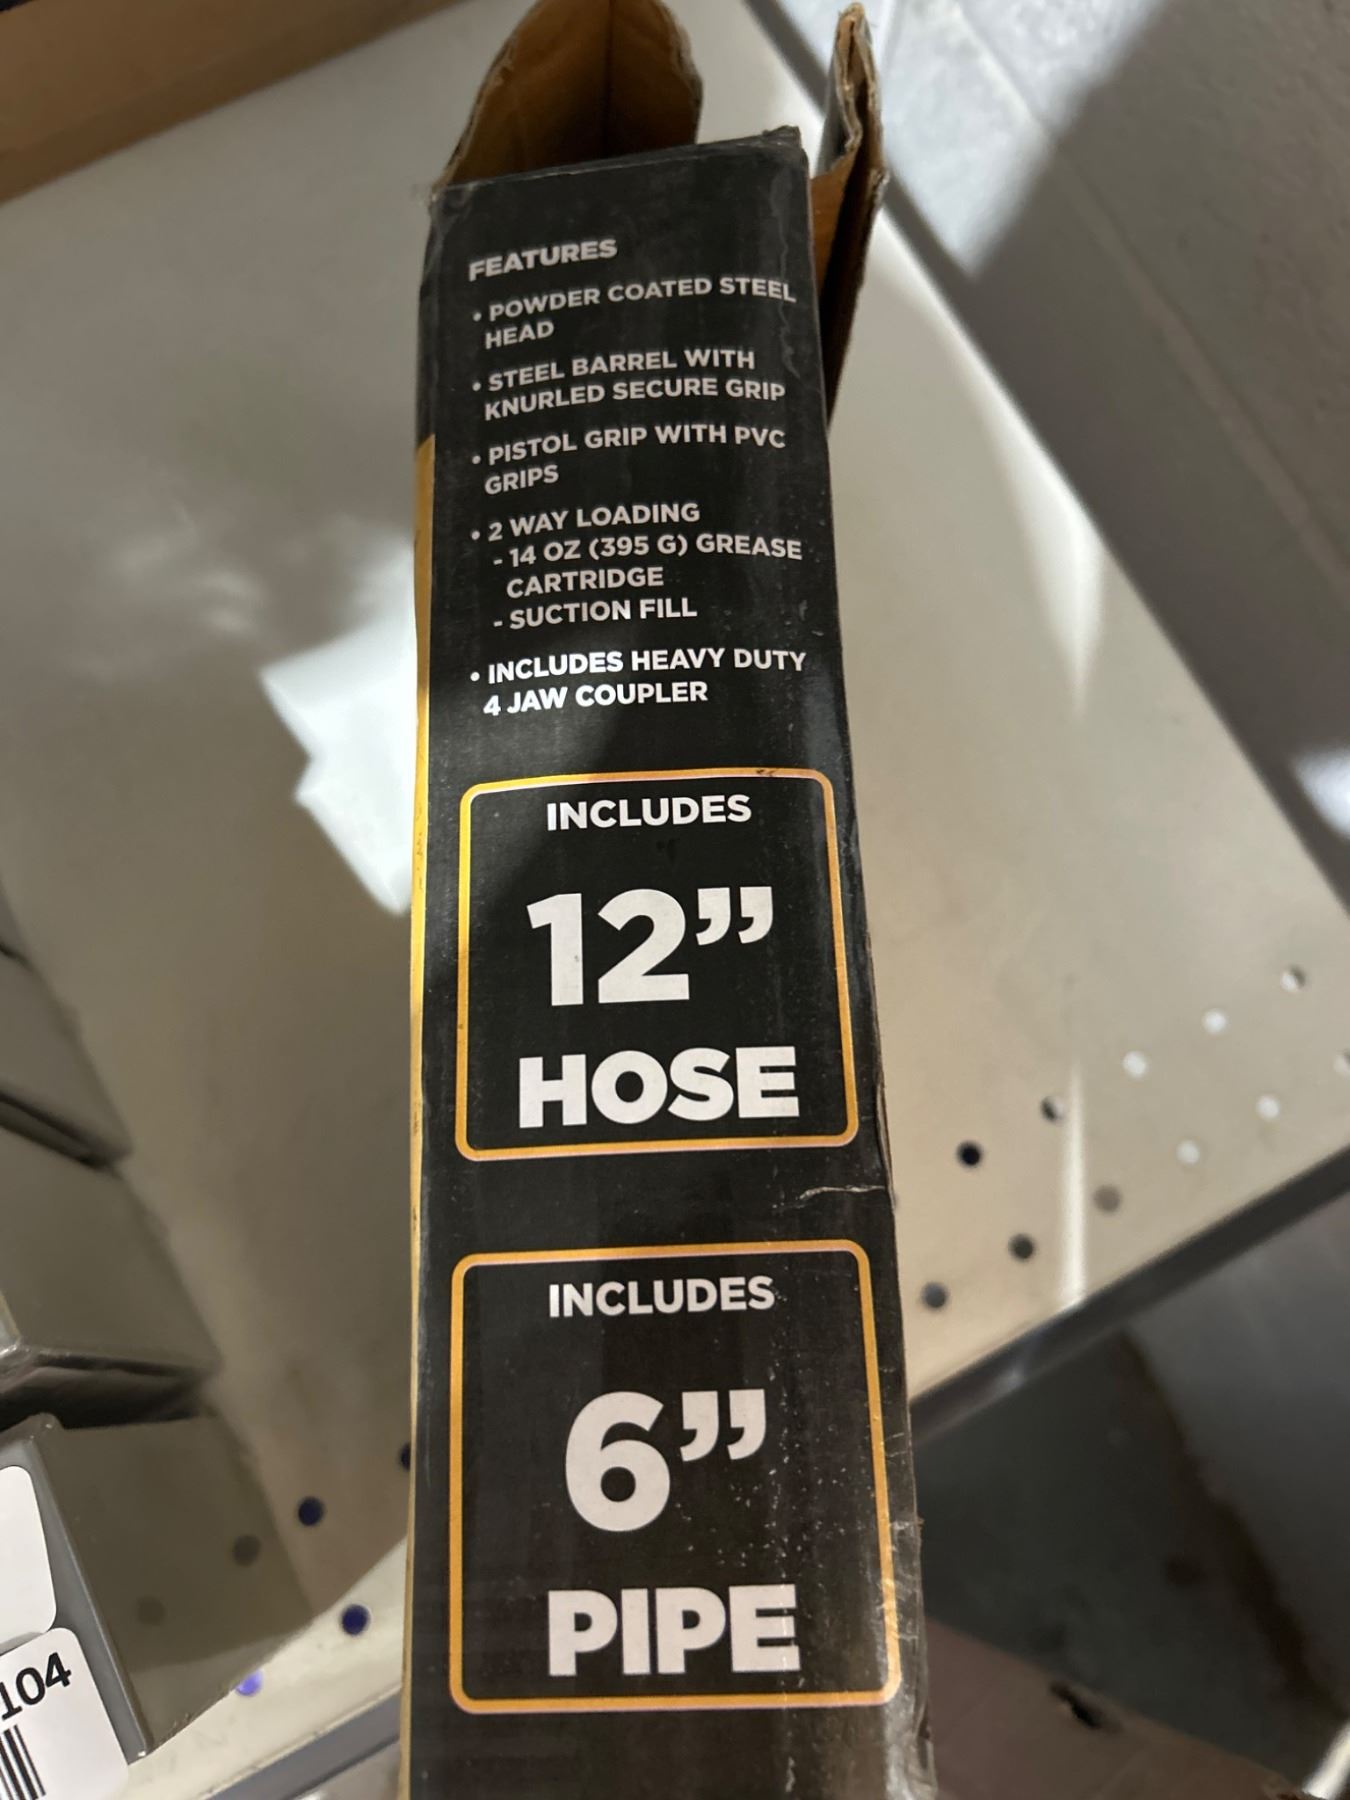 FEATURES
• POWDER COATED STEEL
HEAD
• STEEL BARREL WITH
KNURLED SECURE GRIP
• PISTOL GRIP WITH PVC
GRIPS
• 2 WAY LOADING
- 14 OZ (395 G) GREASE
CARTRIDGE
- SUCTION FILL
• INCLUDES HEAVY DUTY
4 JAW COUPLER
INCLUDES
12”
HOSE
INCLUDES
6”
PIPE
104